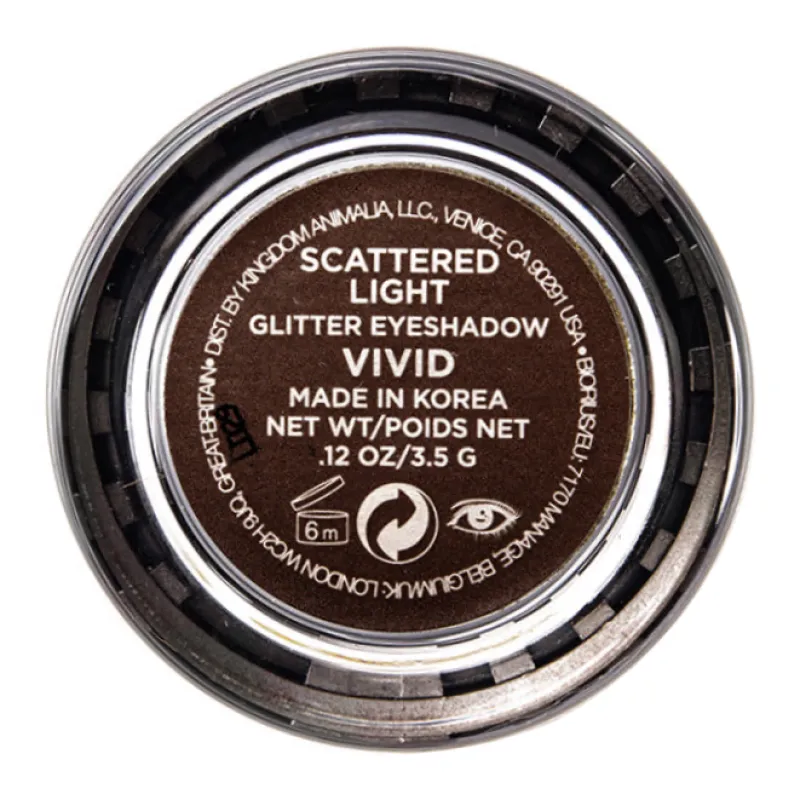 SCATTERED
LIGHT
GLITTER EYESHADOW
VIVID
MADE IN KOREA
NET WT/POIDS NET
.12 OZ/3.5 G
6 m
DIST. BY KINGDOM ANIMALIA, LLC., VENICE, CA 90291 USA • BIORIUS/EU: 7170 MANAGE, BELGIUM/UK: LONDON WC2H 9JQ, GREAT-BRITAIN •